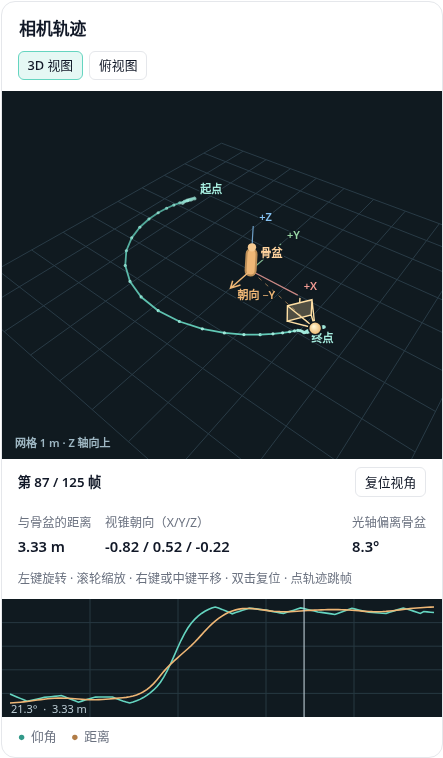 相机轨迹
3D 视图 俯视图
起点
+Z
+Y
骨盆
+X
朝向 −Y
终点
网格 1 m · Z 轴向上
第 87 / 125 帧 复位视角
与骨盆的距离 视锥朝向（X/Y/Z） 光轴偏离骨盆
3.33 m -0.82 / 0.52 / -0.22 8.3°
左键旋转 · 滚轮缩放 · 右键或中键平移 · 双击复位 · 点轨迹跳帧
21.3° · 3.33 m
仰角 距离